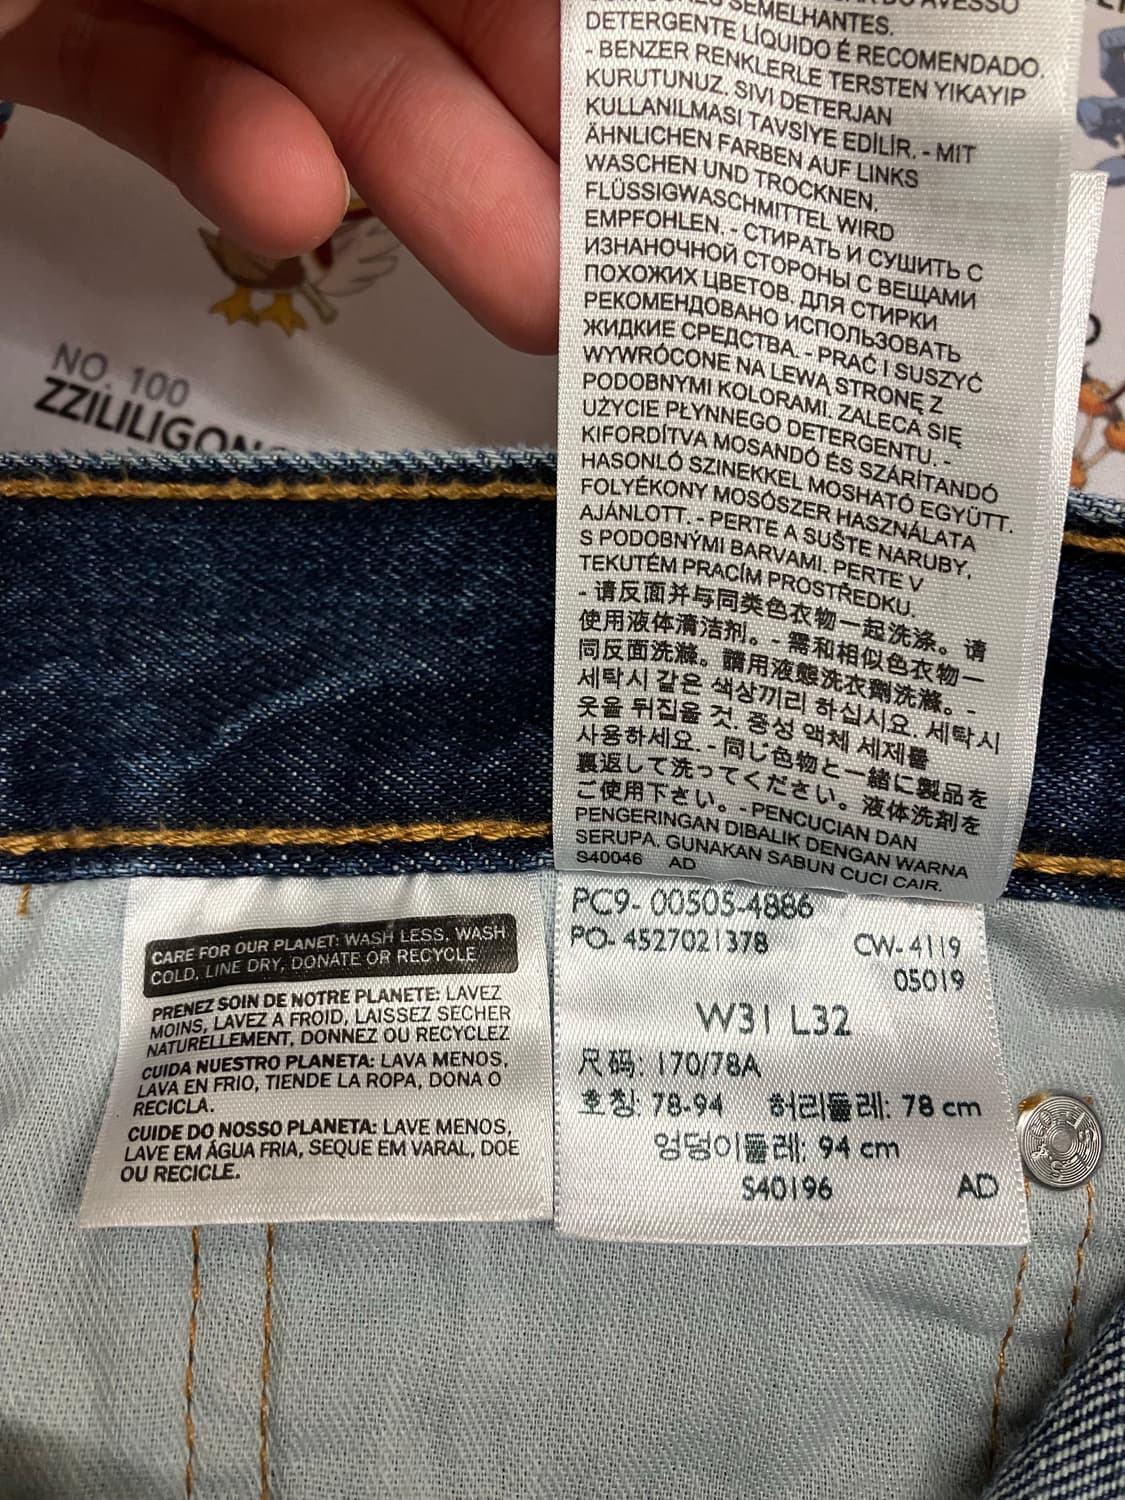 SEMELHANTES.
DETERGENTE LÍQUIDO É RECOMENDADO.
- BENZER RENKLERLE TERSTEN YIKAYIP
KURUTUNUZ. SIVI DETERJAN
KULLANILMASI TAVSİYE EDİLİR. - MIT
ÄHNLICHEN FARBEN AUF LINKS
WASCHEN UND TROCKNEN.
FLÜSSIGWASCHMITTEL WIRD
EMPFOHLEN. - СТИРАТЬ И СУШИТЬ С
ИЗНАНОЧНОЙ СТОРОНЫ С ВЕЩАМИ
ПОХОЖИХ ЦВЕТОВ. ДЛЯ СТИРКИ
РЕКОМЕНДОВАНО ИСПОЛЬЗОВАТЬ
ЖИДКИЕ СРЕДСТВА. - PRAĆ I SUSZYĆ
WYWRÓCONE NA LEWĄ STRONĘ Z
PODOBNYMI KOLORAMI. ZALECA SIĘ
UŻYCIE PŁYNNEGO DETERGENTU. -
KIFORDÍTVA MOSANDÓ ÉS SZÁRÍTANDÓ
HASONLÓ SZINEKKEL MOSHATÓ EGYÜTT.
FOLYÉKONY MOSÓSZER HASZNÁLATA
AJÁNLOTT. - PERTE A SUŠTE NARUBY,
S PODOBNÝMI BARVAMI. PERTE V
TEKUTÉM PRACÍM PROSTŘEDKU.
- 请反面并与同类色衣物一起洗涤。请
使用液体清洁剂。- 需和相似色衣物一
同反面洗滌。請用液態洗衣劑洗滌。-
세탁시 같은 색상끼리 하십시요. 세탁시
옷을 뒤집을 것. 중성 액체 세제를
사용하세요. - 同じ色物と一緒に製品を
裏返して洗ってください。液体洗剤を
ご使用下さい。- PENCUCIAN DAN
PENGERINGAN DIBALIK DENGAN WARNA
SERUPA. GUNAKAN SABUN CUCI CAIR.
S40046 AD
NO. 100
ZZILILIGON
CARE FOR OUR PLANET: WASH LESS, WASH
COLD, LINE DRY, DONATE OR RECYCLE
PRENEZ SOIN DE NOTRE PLANETE: LAVEZ
MOINS, LAVEZ A FROID, LAISSEZ SECHER
NATURELLEMENT, DONNEZ OU RECYCLEZ
CUIDA NUESTRO PLANETA: LAVA MENOS,
LAVA EN FRIO, TIENDE LA ROPA, DONA O
RECICLA.
CUIDE DO NOSSO PLANETA: LAVE MENOS,
LAVE EM ÁGUA FRIA, SEQUE EM VARAL, DOE
OU RECICLE.
PC9- 00505-4886
PO- 4527021378 CW- 4119
05019
W31 L32
尺码: 170/78A
호칭: 78-94 허리둘레: 78 cm
엉덩이둘레: 94 cm
S40196 AD